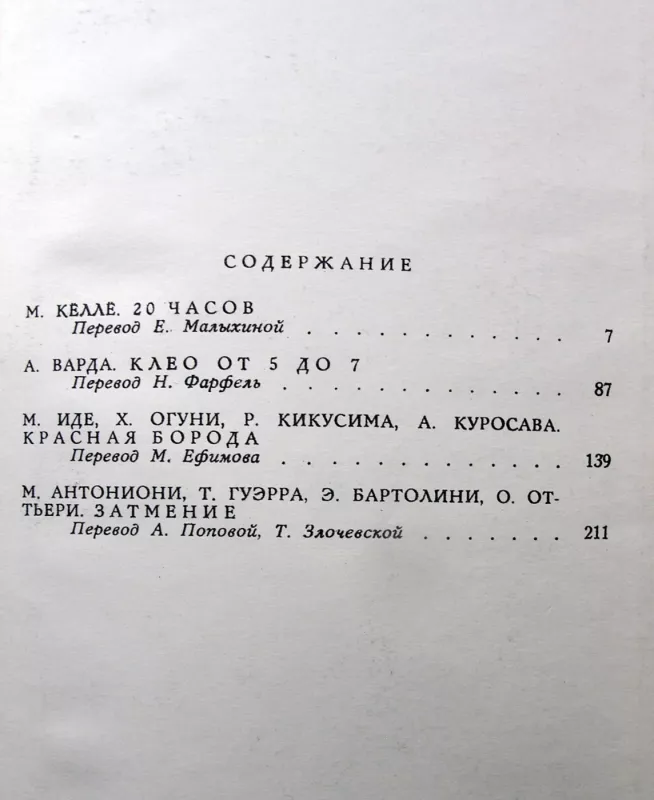 СОДЕРЖАНИЕ
М. КЁЛЛЁ. 20 ЧАСОВ
Перевод Е. Малыхиной . . . . . . . . . . . . 7
А. ВАРДА. КЛЕО ОТ 5 ДО 7
Перевод Н. Фарфель . . . . . . . . . . . . . 87
М. ИДЕ, Х. ОГУНИ, Р. КИКУСИМА, А. КУРОСАВА.
КРАСНАЯ БОРОДА
Перевод М. Ефимова . . . . . . . . . . . . . 139
М. АНТОНИОНИ, Т. ГУЭРРА, Э. БАРТОЛИНИ, О. ОТ-
ТЬЕРИ. ЗАТМЕНИЕ
Перевод А. Поповой, Т. Злочевской . . . . . . . 211